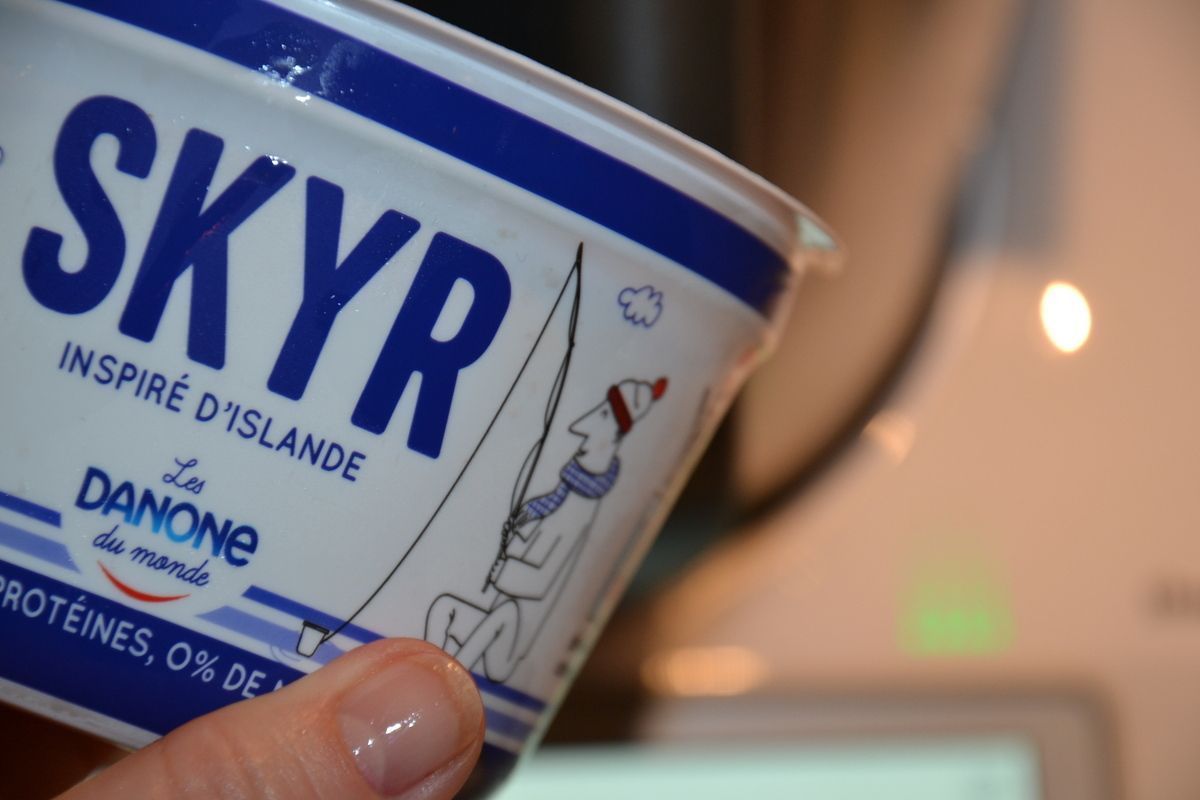 SKYR
INSPIRÉ D'ISLANDE
Les
DANONe
du monde
PROTÉINES, 0% DE